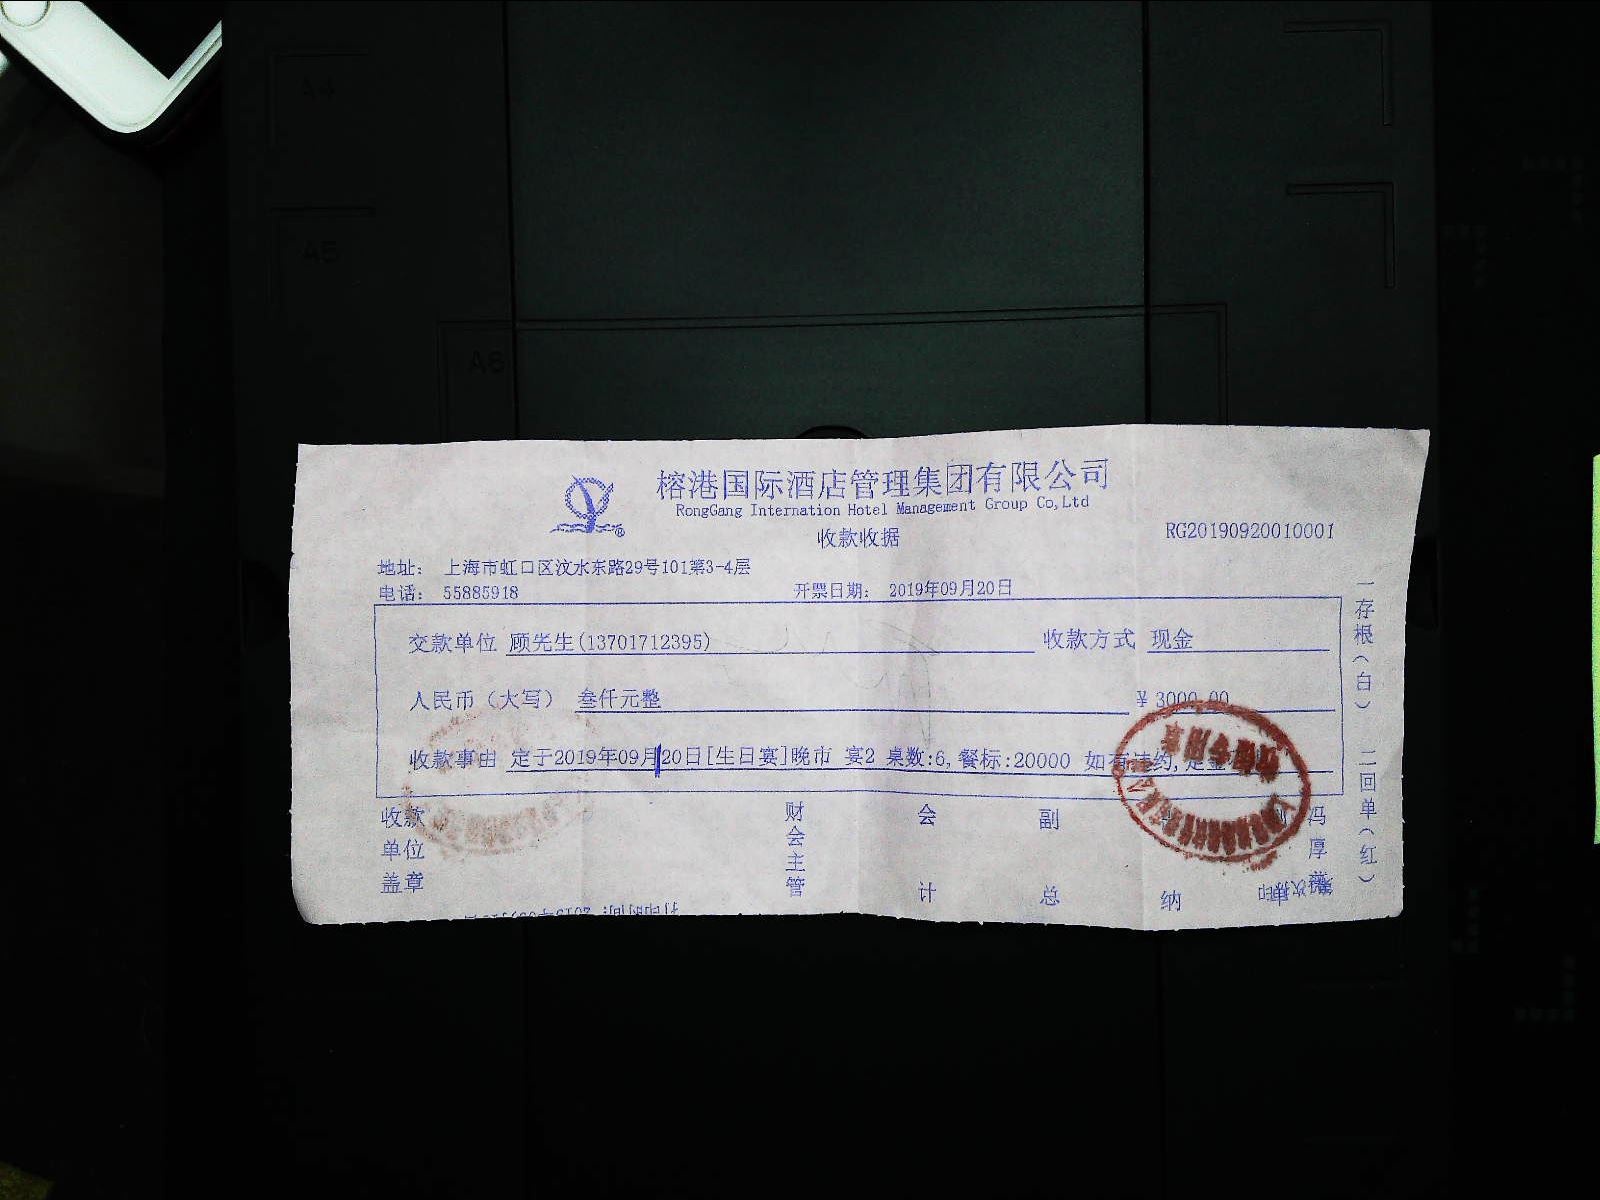 A4
A5
A6
榕港国际酒店管理集团有限公司
RongGang Internation Hotel Management Group Co,Ltd
收款收据
RG20190920010001
地址： 上海市虹口区汶水东路29号101第3-4层
电话： 55885918
开票日期： 2019年09月20日
交款单位 顾先生(13701712395)
收款方式 现金
人民币（大写） 叁仟元整
￥3000.00
收款事由 定于2019年09月20日[生日宴]晚市 宴2 桌数:6,餐标:20000 如有违约,定金
收款单位盖章
财会主管
会计
副总
纳
冯厚薇
一存根（白） 二回单（红）